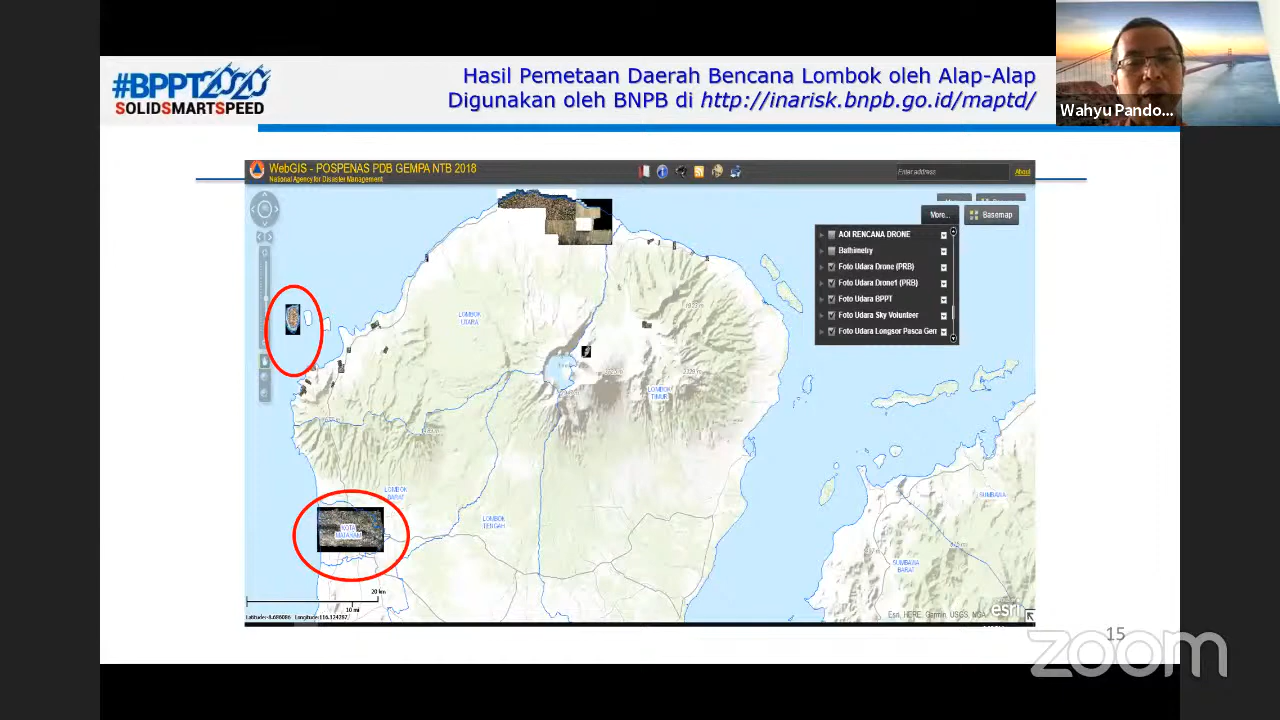 #BPPT2020
SOLIDSMARTSPEED
Hasil Pemetaan Daerah Bencana Lombok oleh Alap-Alap
Digunakan oleh BNPB di http://inarisk.bnpb.go.id/maptd/
Wahyu Pando...
WebGIS - POSPENAS PDB GEMPA NTB 2018
National Agency for Disaster Management
Enter address
About
More...
Basemap
AOI RENCANA DRONE
Bathimetry
Foto Udara Drone (PRB)
Foto Udara Drone1 (PRB)
Foto Udara BPPT
Foto Udara Sky Volunteer
Foto Udara Longsor Pasca Gem
LOMBOK
UTARA
LOMBOK
TIMUR
LOMBOK
BARAT
KOTA
MATARAM
LOMBOK
TENGAH
SUMBAWA
SUMBAWA
BARAT
20 km
10 mi
Esri, HERE, Garmin, USGS, NGA
esri
15
zoom